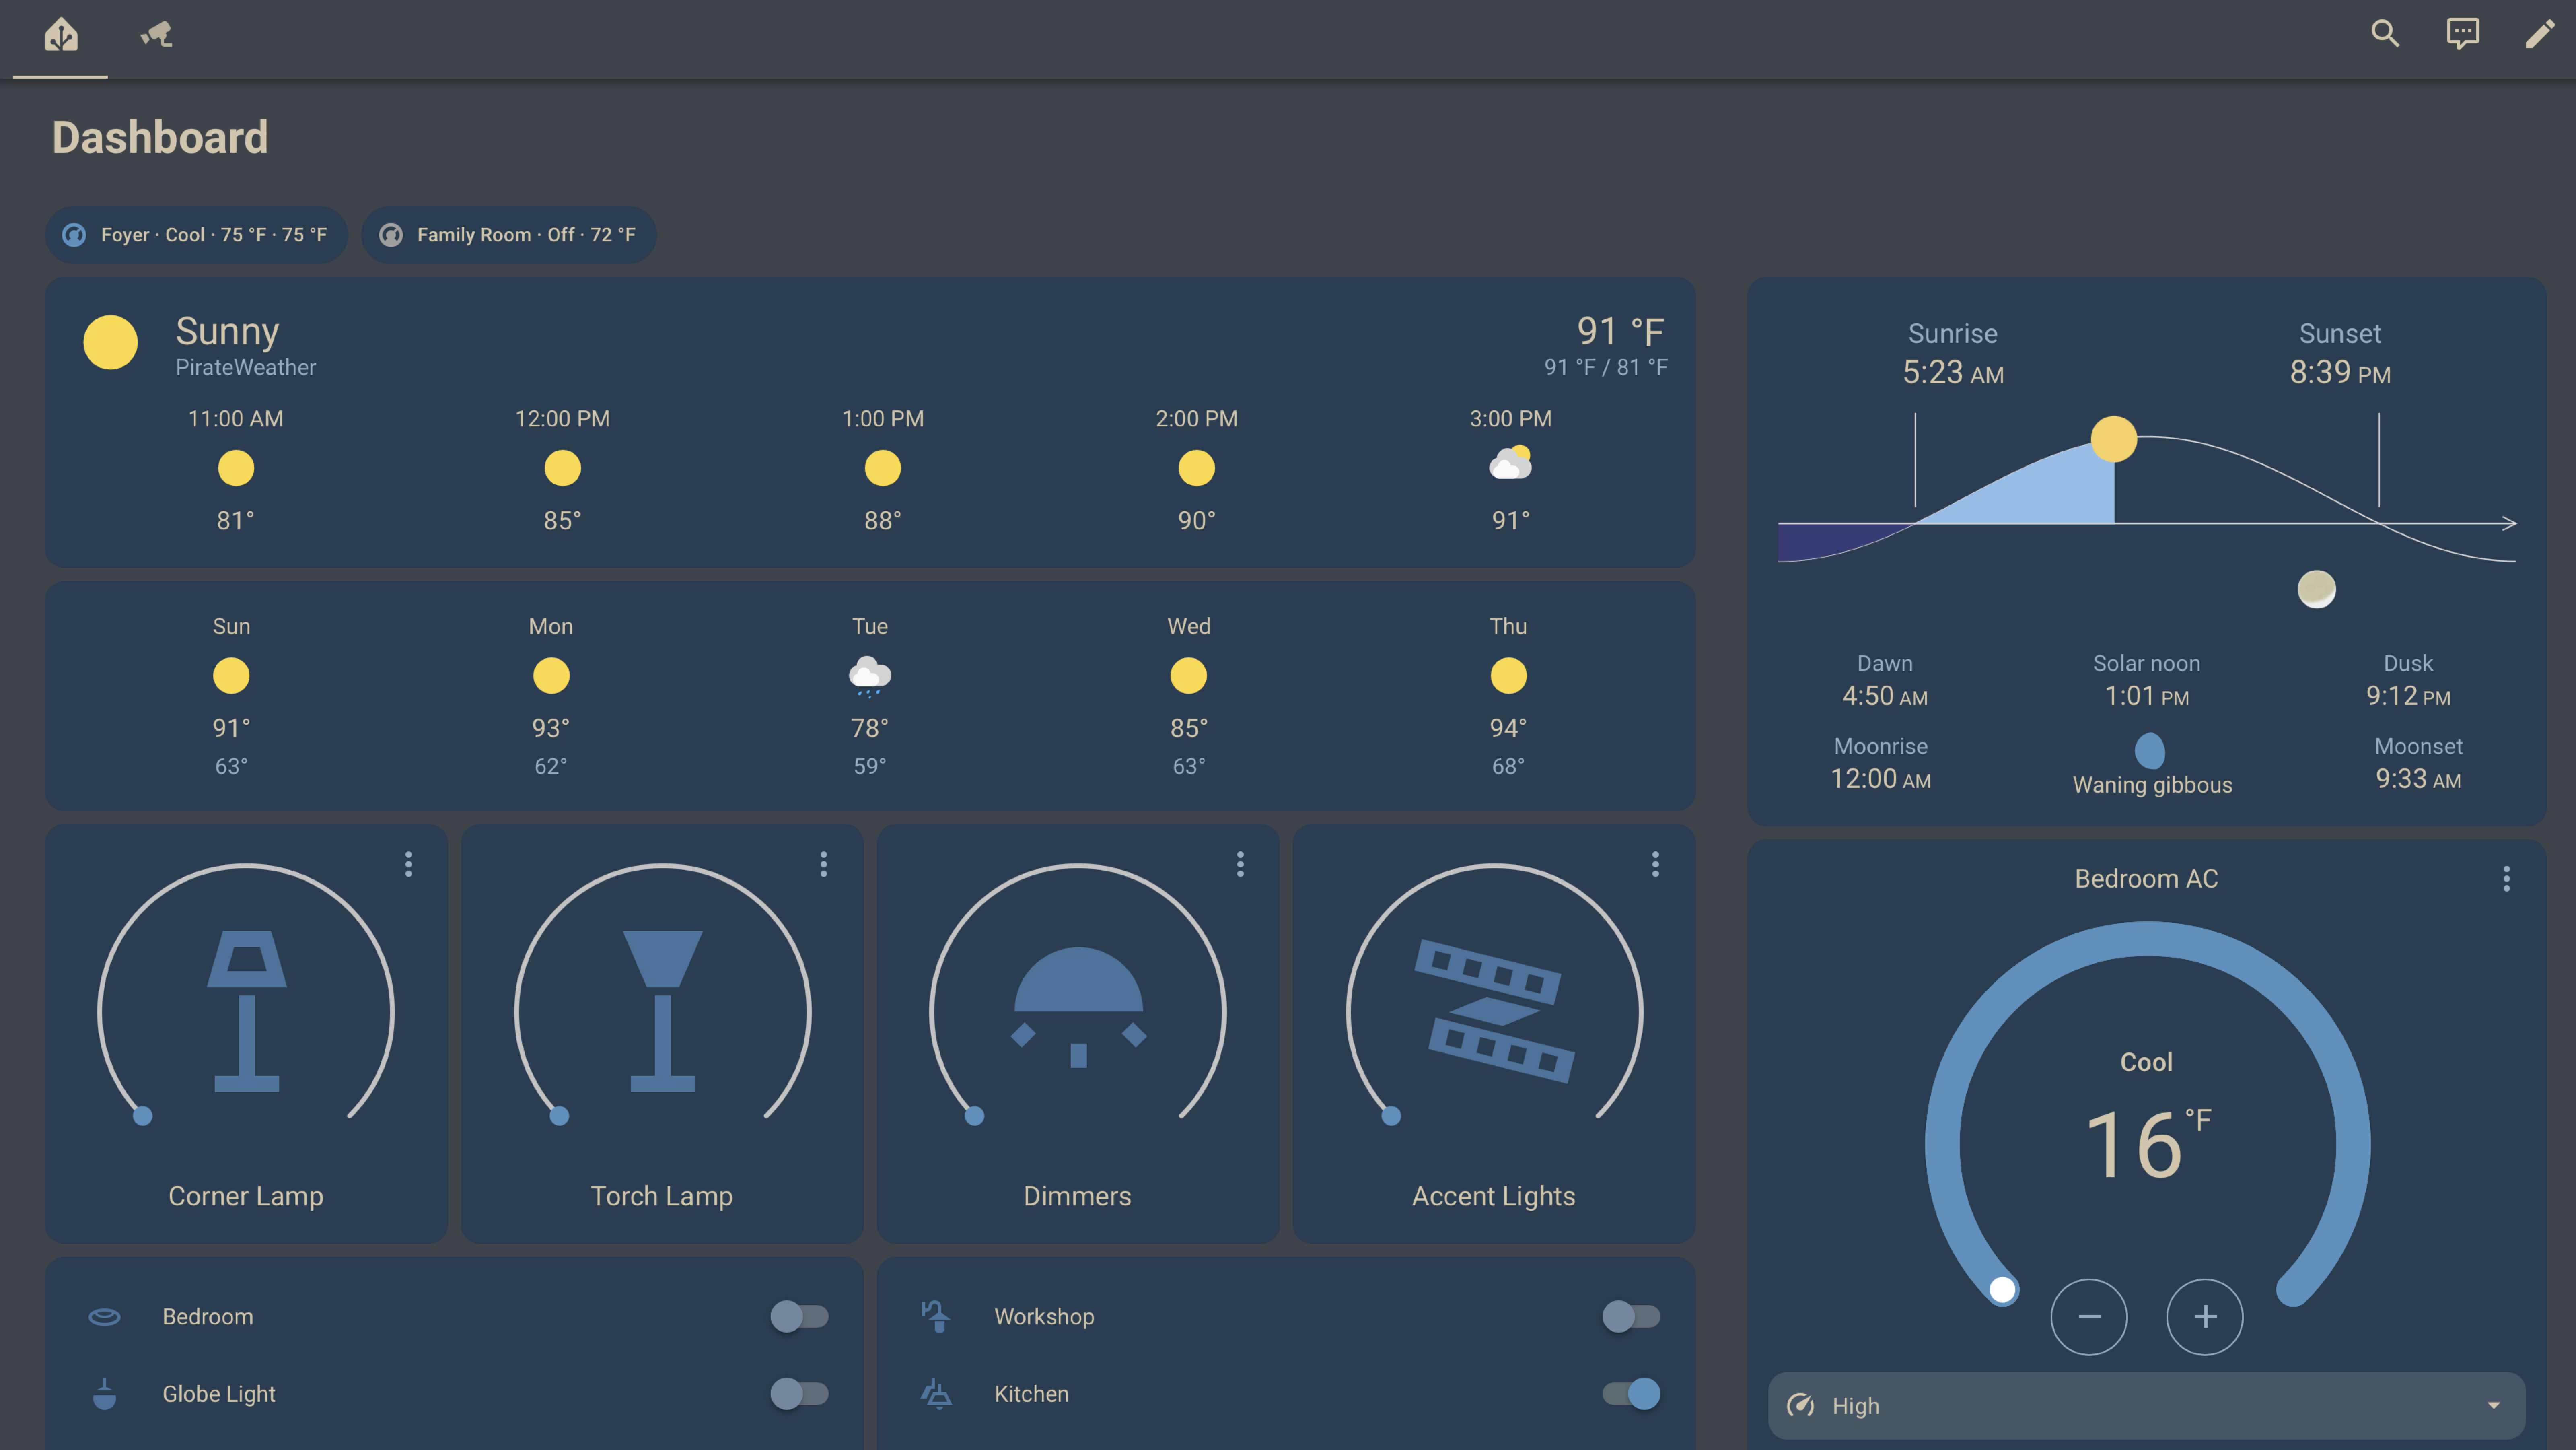 Dashboard
Foyer · Cool · 75 °F · 75 °F
Family Room · Off · 72 °F
Sunny
PirateWeather
91 °F
91 °F / 81 °F
11:00 AM
12:00 PM
1:00 PM
2:00 PM
3:00 PM
81°
85°
88°
90°
91°
Sun
Mon
Tue
Wed
Thu
91°
93°
78°
85°
94°
63°
62°
59°
63°
68°
Corner Lamp
Torch Lamp
Dimmers
Accent Lights
Bedroom
Globe Light
Workshop
Kitchen
Sunrise
5:23 AM
Sunset
8:39 PM
Dawn
4:50 AM
Solar noon
1:01 PM
Dusk
9:12 PM
Moonrise
12:00 AM
Waning gibbous
Moonset
9:33 AM
Bedroom AC
Cool
16 °F
High